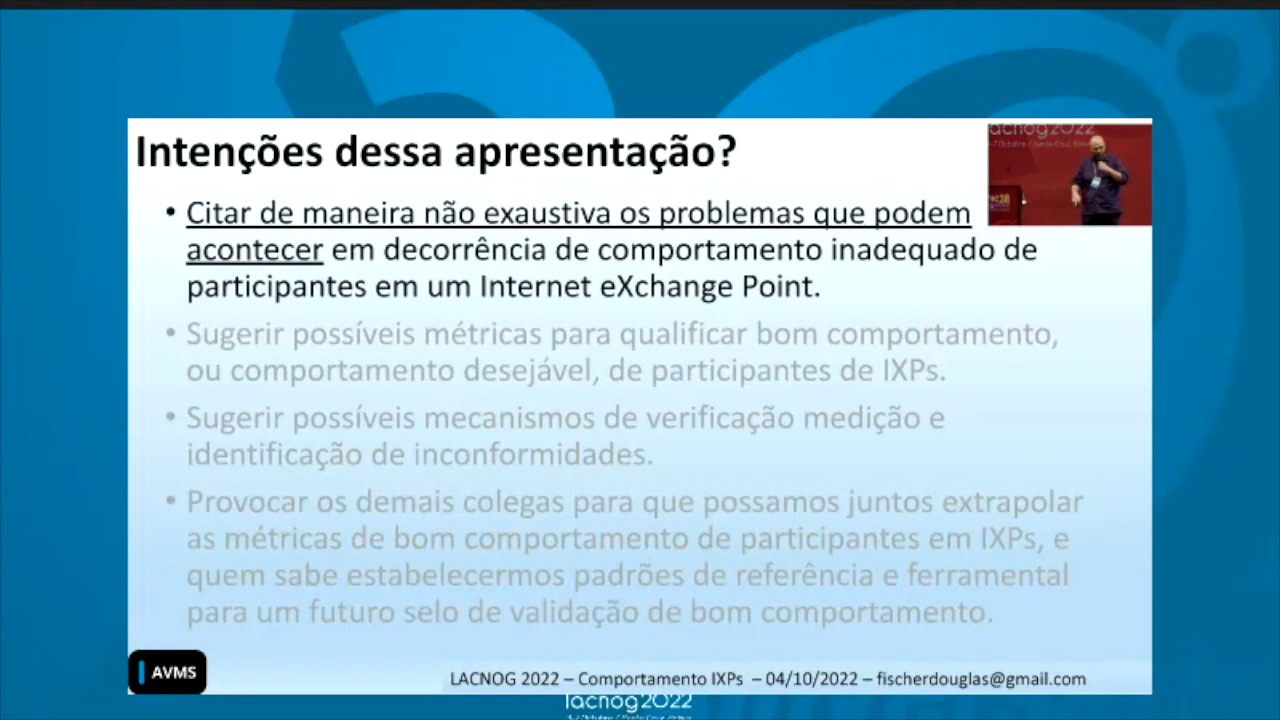 Intenções dessa apresentação?
lacnog2022
• Citar de maneira não exaustiva os problemas que podem
acontecer em decorrência de comportamento inadequado de
participantes em um Internet eXchange Point.
• Sugerir possíveis métricas para qualificar bom comportamento,
ou comportamento desejável, de participantes de IXPs.
• Sugerir possíveis mecanismos de verificação medição e
identificação de inconformidades.
• Provocar os demais colegas para que possamos juntos extrapolar
as métricas de bom comportamento de participantes em IXPs, e
quem sabe estabelecermos padrões de referência e ferramental
para um futuro selo de validação de bom comportamento.
AVMS
LACNOG 2022 – Comportamento IXPs – 04/10/2022 – fischerdouglas@gmail.com
lacnog2022